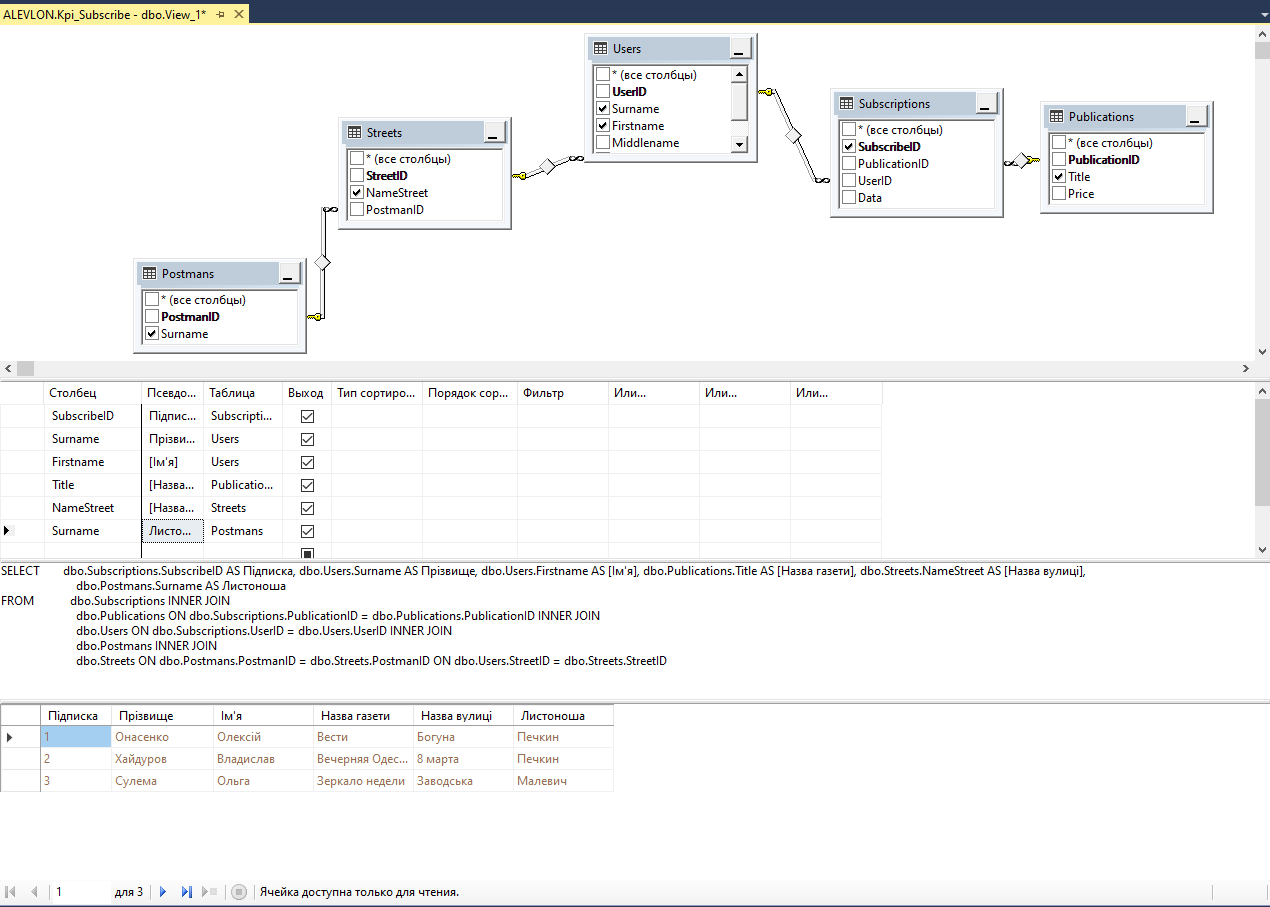 ALEVLON.Kpi_Subscribe - dbo.View_1*
Users
* (все столбцы)
UserID
Surname
Firstname
Middlename
Subscriptions
* (все столбцы)
SubscribeID
PublicationID
UserID
Data
Publications
* (все столбцы)
PublicationID
Title
Price
Streets
* (все столбцы)
StreetID
NameStreet
PostmanID
Postmans
* (все столбцы)
PostmanID
Surname
Столбец Псевдо... Таблица Выход Тип сортиро... Порядок сор... Фильтр Или... Или... Или...
SubscribeID Підпис... Subscripti...
Surname Прізви... Users
Firstname [Ім'я] Users
Title [Назва... Publicatio...
NameStreet [Назва... Streets
Surname Листо... Postmans
SELECT dbo.Subscriptions.SubscribeID AS Підписка, dbo.Users.Surname AS Прізвище, dbo.Users.Firstname AS [Ім'я], dbo.Publications.Title AS [Назва газети], dbo.Streets.NameStreet AS [Назва вулиці],
dbo.Postmans.Surname AS Листоноша
FROM dbo.Subscriptions INNER JOIN
dbo.Publications ON dbo.Subscriptions.PublicationID = dbo.Publications.PublicationID INNER JOIN
dbo.Users ON dbo.Subscriptions.UserID = dbo.Users.UserID INNER JOIN
dbo.Postmans INNER JOIN
dbo.Streets ON dbo.Postmans.PostmanID = dbo.Streets.PostmanID ON dbo.Users.StreetID = dbo.Streets.StreetID
Підписка Прізвище Ім'я Назва газети Назва вулиці Листоноша
1 Онасенко Олексій Вести Богуна Печкин
2 Хайдуров Владислав Вечерняя Одес... 8 марта Печкин
3 Сулема Ольга Зеркало недели Заводська Малевич
1 для 3 Ячейка доступна только для чтения.